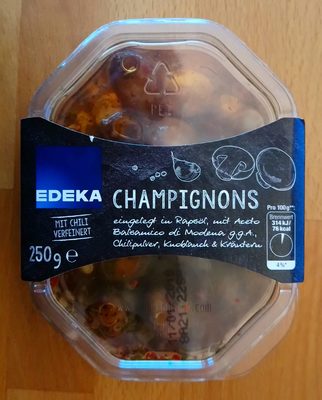 EDEKA
CHAMPIGNONS
MIT CHILI
VERFEINERT
eingelegt in Rapsöl, mit Aceto
Balsamico di Modena g.g.A.,
Chilipulver, Knoblauch & Kräutern
250g e
Pro 100g**:
Brennwert
314 kJ/
76 kcal
4%*